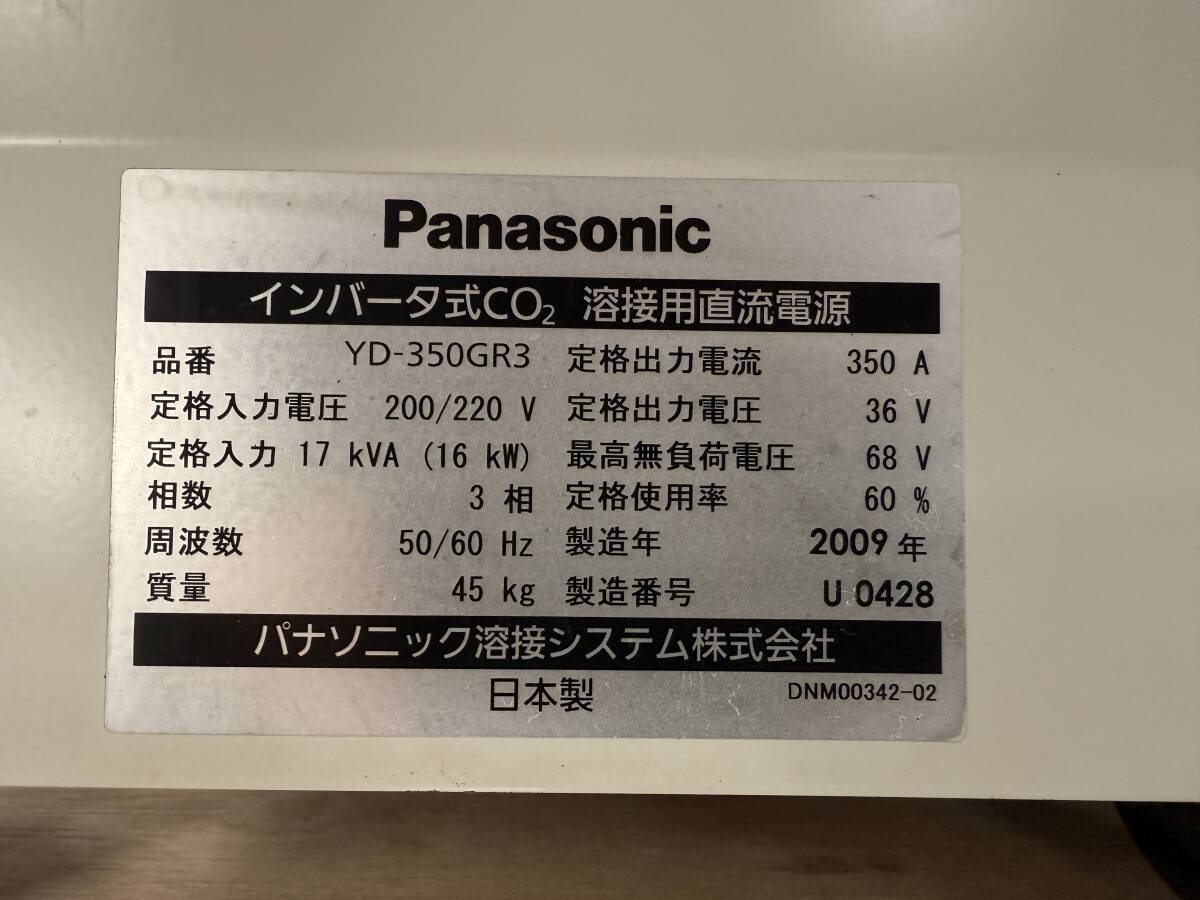 Panasonic
インバータ式CO₂ 溶接用直流電源
品番 YD-350GR3 定格出力電流 350 A
定格入力電圧 200/220 V 定格出力電圧 36 V
定格入力 17 kVA (16 kW) 最高無負荷電圧 68 V
相数 3 相 定格使用率 60 %
周波数 50/60 Hz 製造年 2009 年
質量 45 kg 製造番号 U 0428
パナソニック溶接システム株式会社
日本製 DNM00342-02